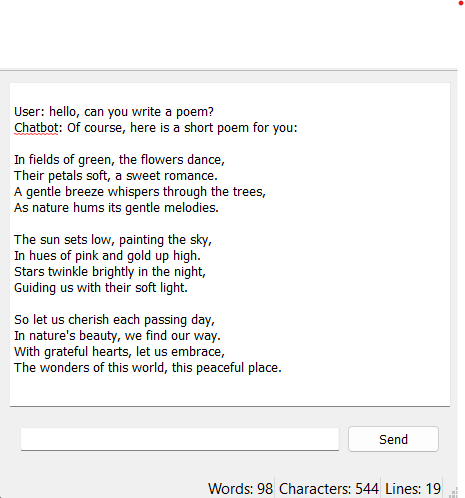 User: hello, can you write a poem?
Chatbot: Of course, here is a short poem for you:
In fields of green, the flowers dance,
Their petals soft, a sweet romance.
A gentle breeze whispers through the trees,
As nature hums its gentle melodies.
The sun sets low, painting the sky,
In hues of pink and gold up high.
Stars twinkle brightly in the night,
Guiding us with their soft light.
So let us cherish each passing day,
In nature's beauty, we find our way.
With grateful hearts, let us embrace,
The wonders of this world, this peaceful place.
Send
Words: 98 Characters: 544 Lines: 19